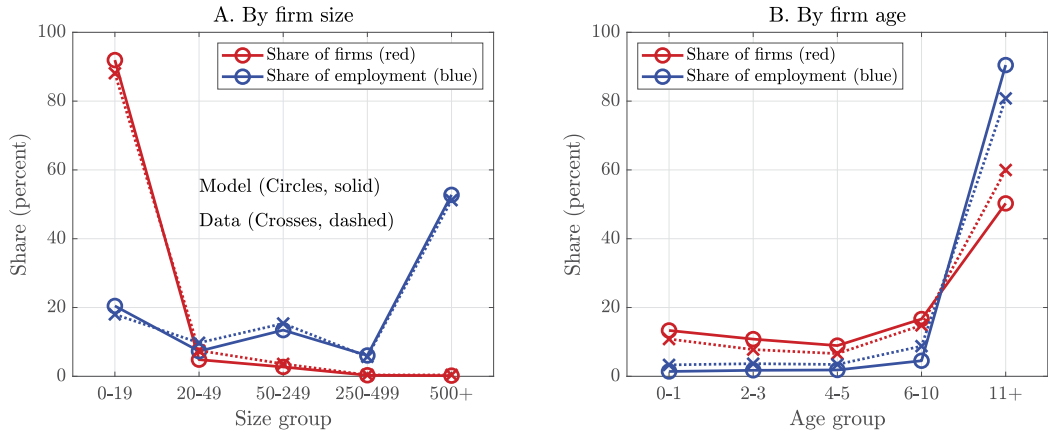 A. By firm size
100
80
60
40
20
0
Share (percent)
Share of firms (red)
Share of employment (blue)
Model (Circles, solid)
Data (Crosses, dashed)
0-19 20-49 50-249 250-499 500+
Size group
B. By firm age
100
80
60
40
20
0
Share (percent)
Share of firms (red)
Share of employment (blue)
0-1 2-3 4-5 6-10 11+
Age group